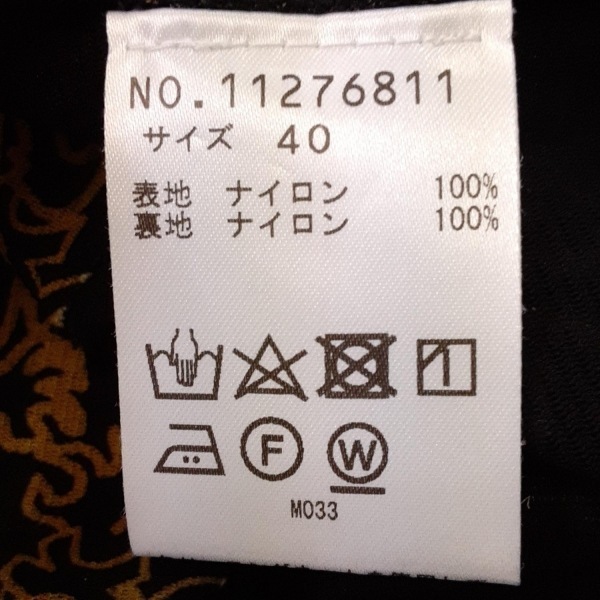 NO.11276811
サイズ 40
表地 ナイロン 100%
裏地 ナイロン 100%
F W
M033